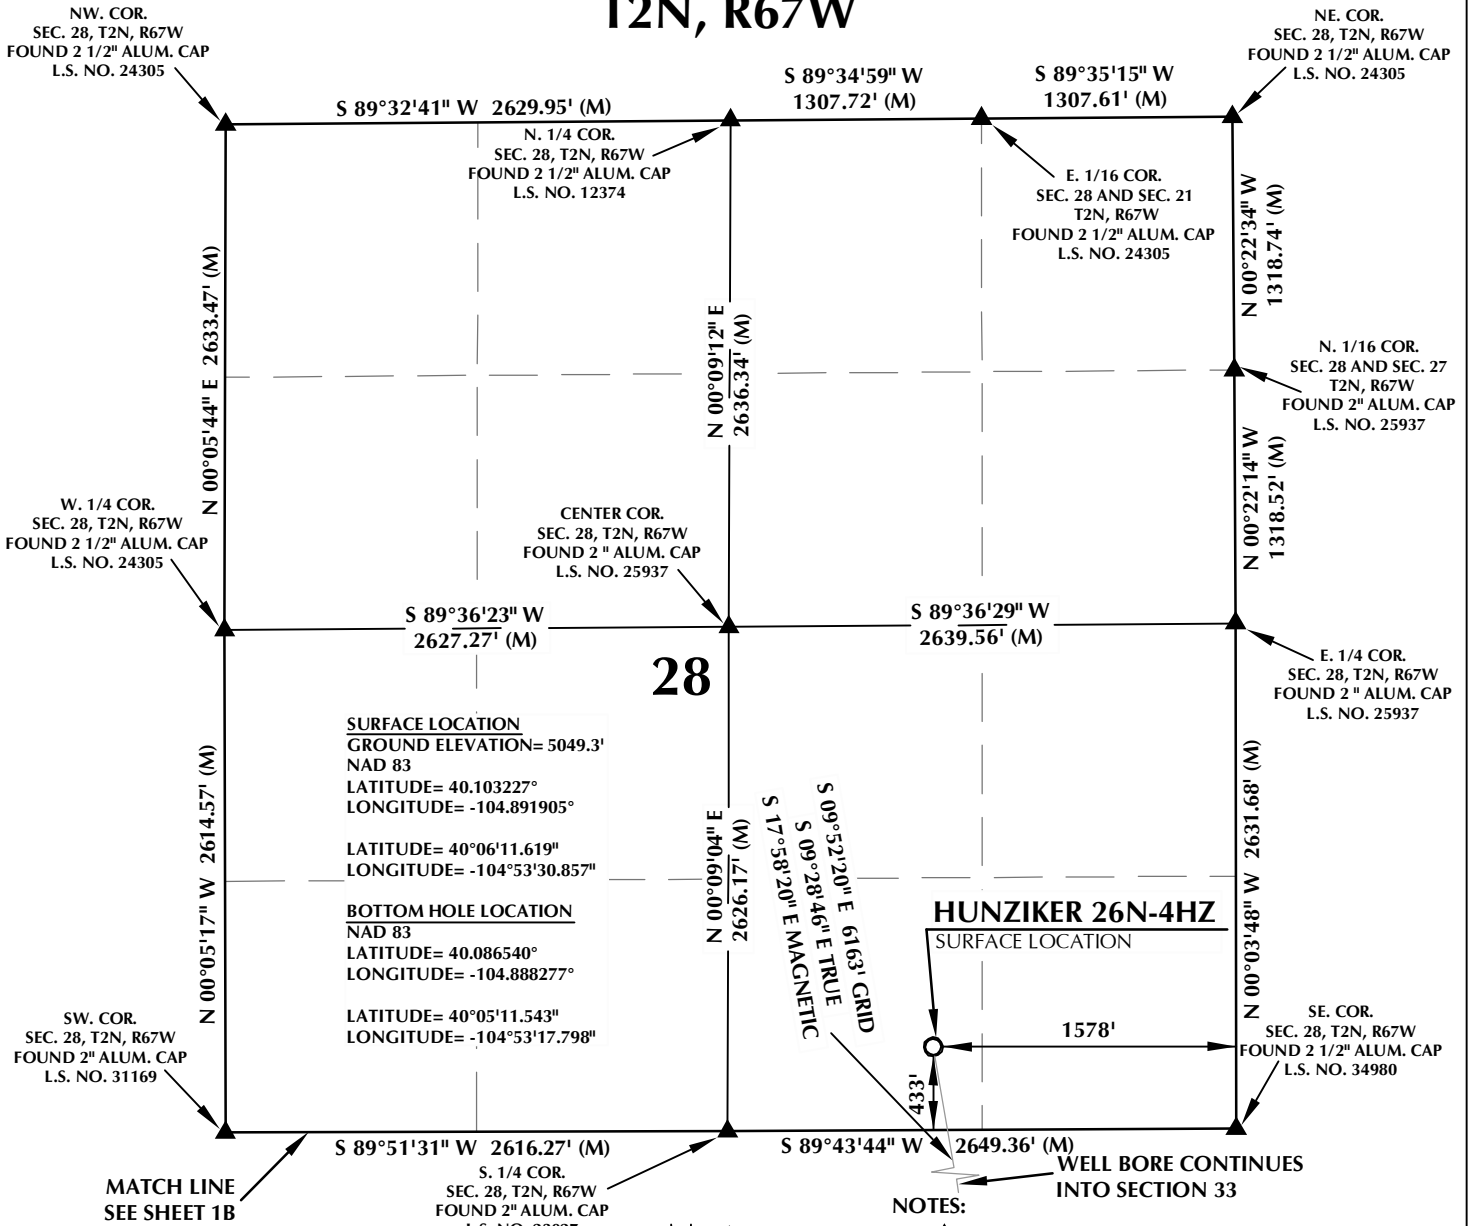 T2N, R67W
NW. COR.
SEC. 28, T2N, R67W
FOUND 2 1/2" ALUM. CAP
L.S. NO. 24305
NE. COR.
SEC. 28, T2N, R67W
FOUND 2 1/2" ALUM. CAP
L.S. NO. 24305
S 89°32'41" W 2629.95' (M)
S 89°34'59" W
1307.72' (M)
S 89°35'15" W
1307.61' (M)
N. 1/4 COR.
SEC. 28, T2N, R67W
FOUND 2 1/2" ALUM. CAP
L.S. NO. 12374
E. 1/16 COR.
SEC. 28 AND SEC. 21
T2N, R67W
FOUND 2 1/2" ALUM. CAP
L.S. NO. 24305
N 00°22'34" W
1318.74' (M)
N 00°05'44" E 2633.47' (M)
N 00°09'12" E
2636.34' (M)
N. 1/16 COR.
SEC. 28 AND SEC. 27
T2N, R67W
FOUND 2" ALUM. CAP
L.S. NO. 25937
N 00°22'14" W
1318.52' (M)
W. 1/4 COR.
SEC. 28, T2N, R67W
FOUND 2 1/2" ALUM. CAP
L.S. NO. 24305
CENTER COR.
SEC. 28, T2N, R67W
FOUND 2 " ALUM. CAP
L.S. NO. 25937
S 89°36'23" W
2627.27' (M)
S 89°36'29" W
2639.56' (M)
28
E. 1/4 COR.
SEC. 28, T2N, R67W
FOUND 2 " ALUM. CAP
L.S. NO. 25937
SURFACE LOCATION
GROUND ELEVATION= 5049.3'
NAD 83
LATITUDE= 40.103227°
LONGITUDE= -104.891905°
LATITUDE= 40°06'11.619"
LONGITUDE= -104°53'30.857"
BOTTOM HOLE LOCATION
NAD 83
LATITUDE= 40.086540°
LONGITUDE= -104.888277°
LATITUDE= 40°05'11.543"
LONGITUDE= -104°53'17.798"
N 00°05'17" W 2614.57' (M)
N 00°09'04" E
2626.17' (M)
S 09°52'20" E 6163' GRID
S 09°28'46" E TRUE
S 17°58'20" E MAGNETIC
N 00°03'48" W 2631.68' (M)
HUNZIKER 26N-4HZ
SURFACE LOCATION
1578'
433'
SW. COR.
SEC. 28, T2N, R67W
FOUND 2" ALUM. CAP
L.S. NO. 31169
SE. COR.
SEC. 28, T2N, R67W
FOUND 2 1/2" ALUM. CAP
L.S. NO. 34980
S 89°51'31" W 2616.27' (M)
S 89°43'44" W 2649.36' (M)
S. 1/4 COR.
SEC. 28, T2N, R67W
FOUND 2" ALUM. CAP
MATCH LINE
SEE SHEET 1B
WELL BORE CONTINUES
INTO SECTION 33
NOTES: